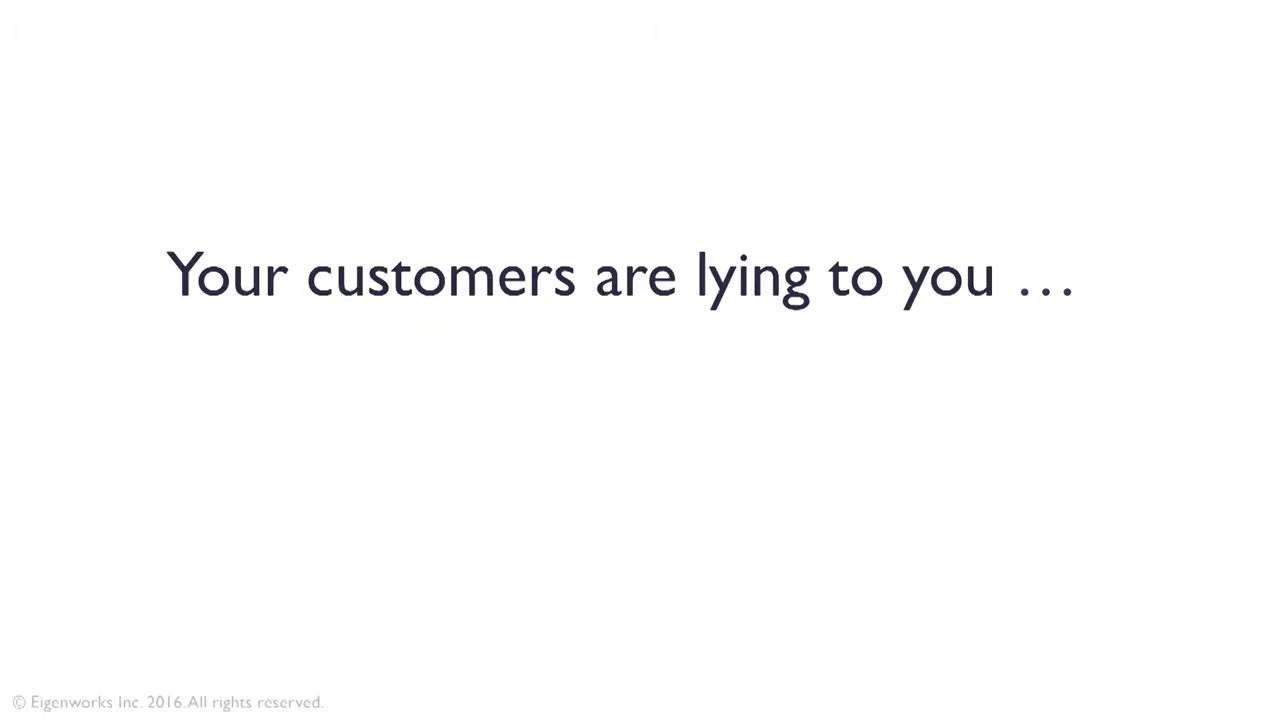 Your customers are lying to you …
© Eigenworks Inc. 2016. All rights reserved.